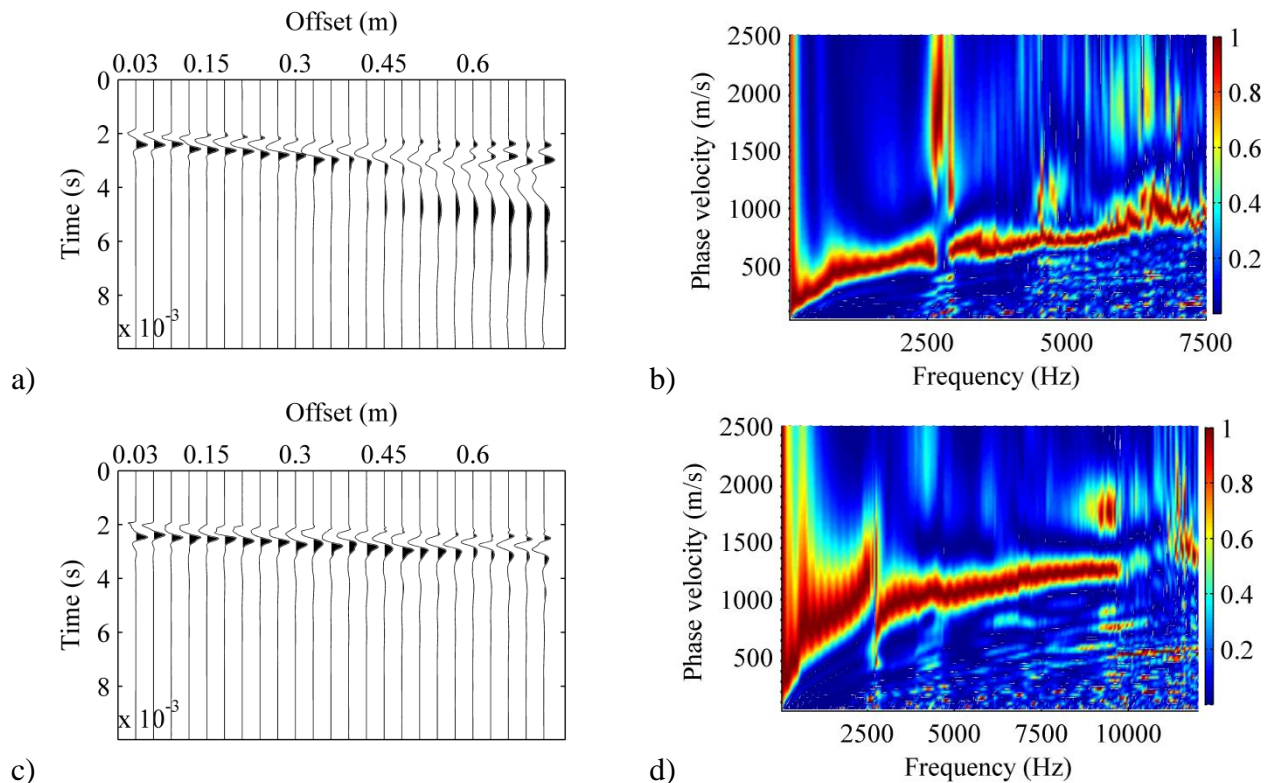 Offset (m)
0.03 0.15 0.3 0.45 0.6
Time (s)
0
2
4
6
8
x 10-3
a)
Phase velocity (m/s)
2500
2000
1500
1000
500
2500 5000 7500
Frequency (Hz)
1
0.8
0.6
0.4
0.2
b)
Offset (m)
0.03 0.15 0.3 0.45 0.6
Time (s)
0
2
4
6
8
x 10-3
c)
Phase velocity (m/s)
2500
2000
1500
1000
500
2500 5000 7500 10000
Frequency (Hz)
1
0.8
0.6
0.4
0.2
d)